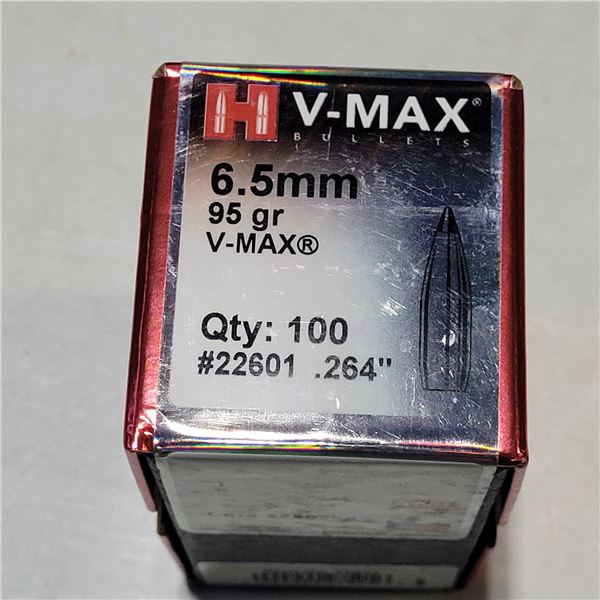 H V-MAX®
BULLETS
6.5mm
95 gr
V-MAX®
Qty: 100
#22601 .264"